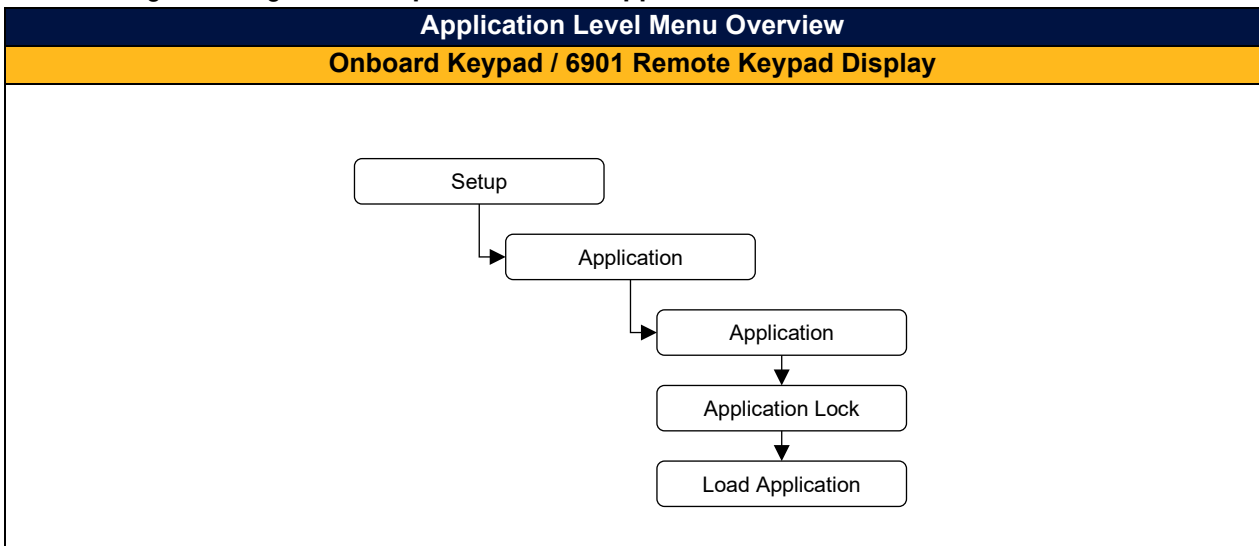 Application Level Menu Overview
Onboard Keypad / 6901 Remote Keypad Display
Setup
Application
Application
Application Lock
Load Application